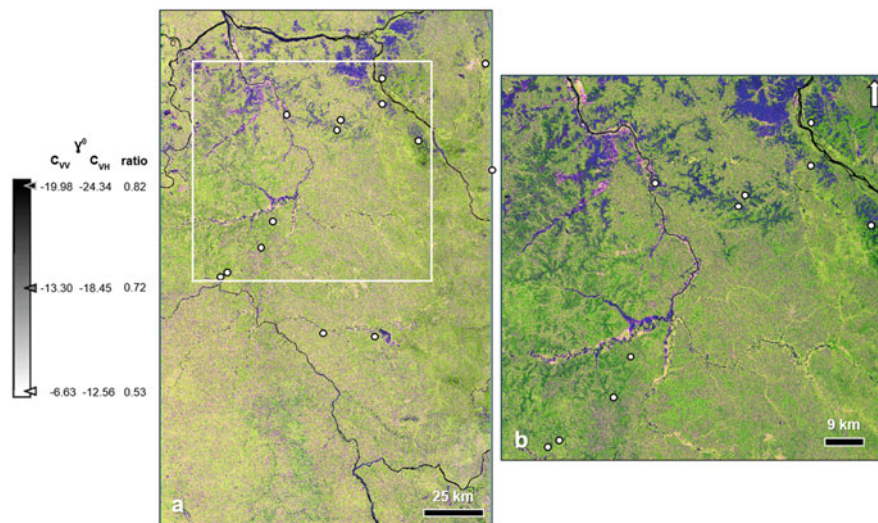 ɣ⁰
C_VV C_VH ratio
-19.98 -24.34 0.82
-13.30 -18.45 0.72
-6.63 -12.56 0.53
a
25 km
b
9 km